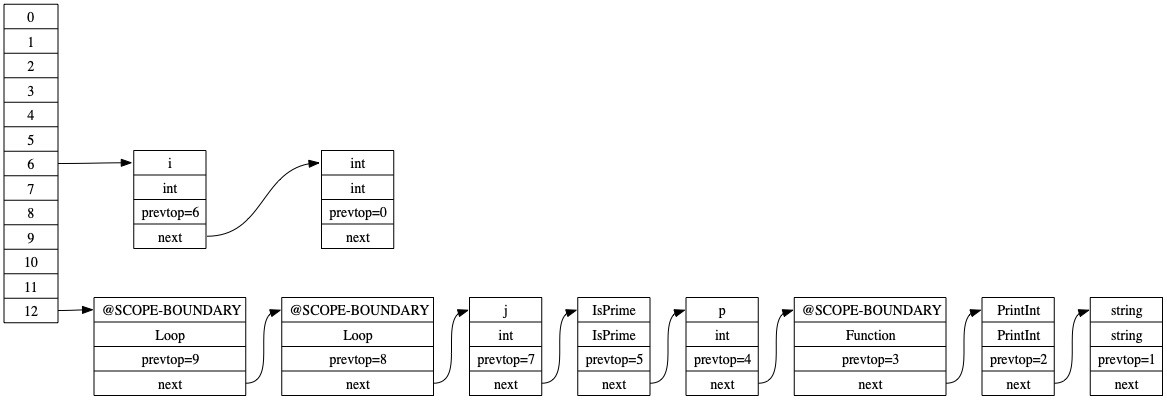 0
1
2
3
4
5
6
7
8
9
10
11
12
i
int
prevtop=6
next
int
int
prevtop=0
next
@SCOPE-BOUNDARY
Loop
prevtop=9
next
@SCOPE-BOUNDARY
Loop
prevtop=8
next
j
int
prevtop=7
next
IsPrime
IsPrime
prevtop=5
next
p
int
prevtop=4
next
@SCOPE-BOUNDARY
Function
prevtop=3
next
PrintInt
PrintInt
prevtop=2
next
string
string
prevtop=1
next